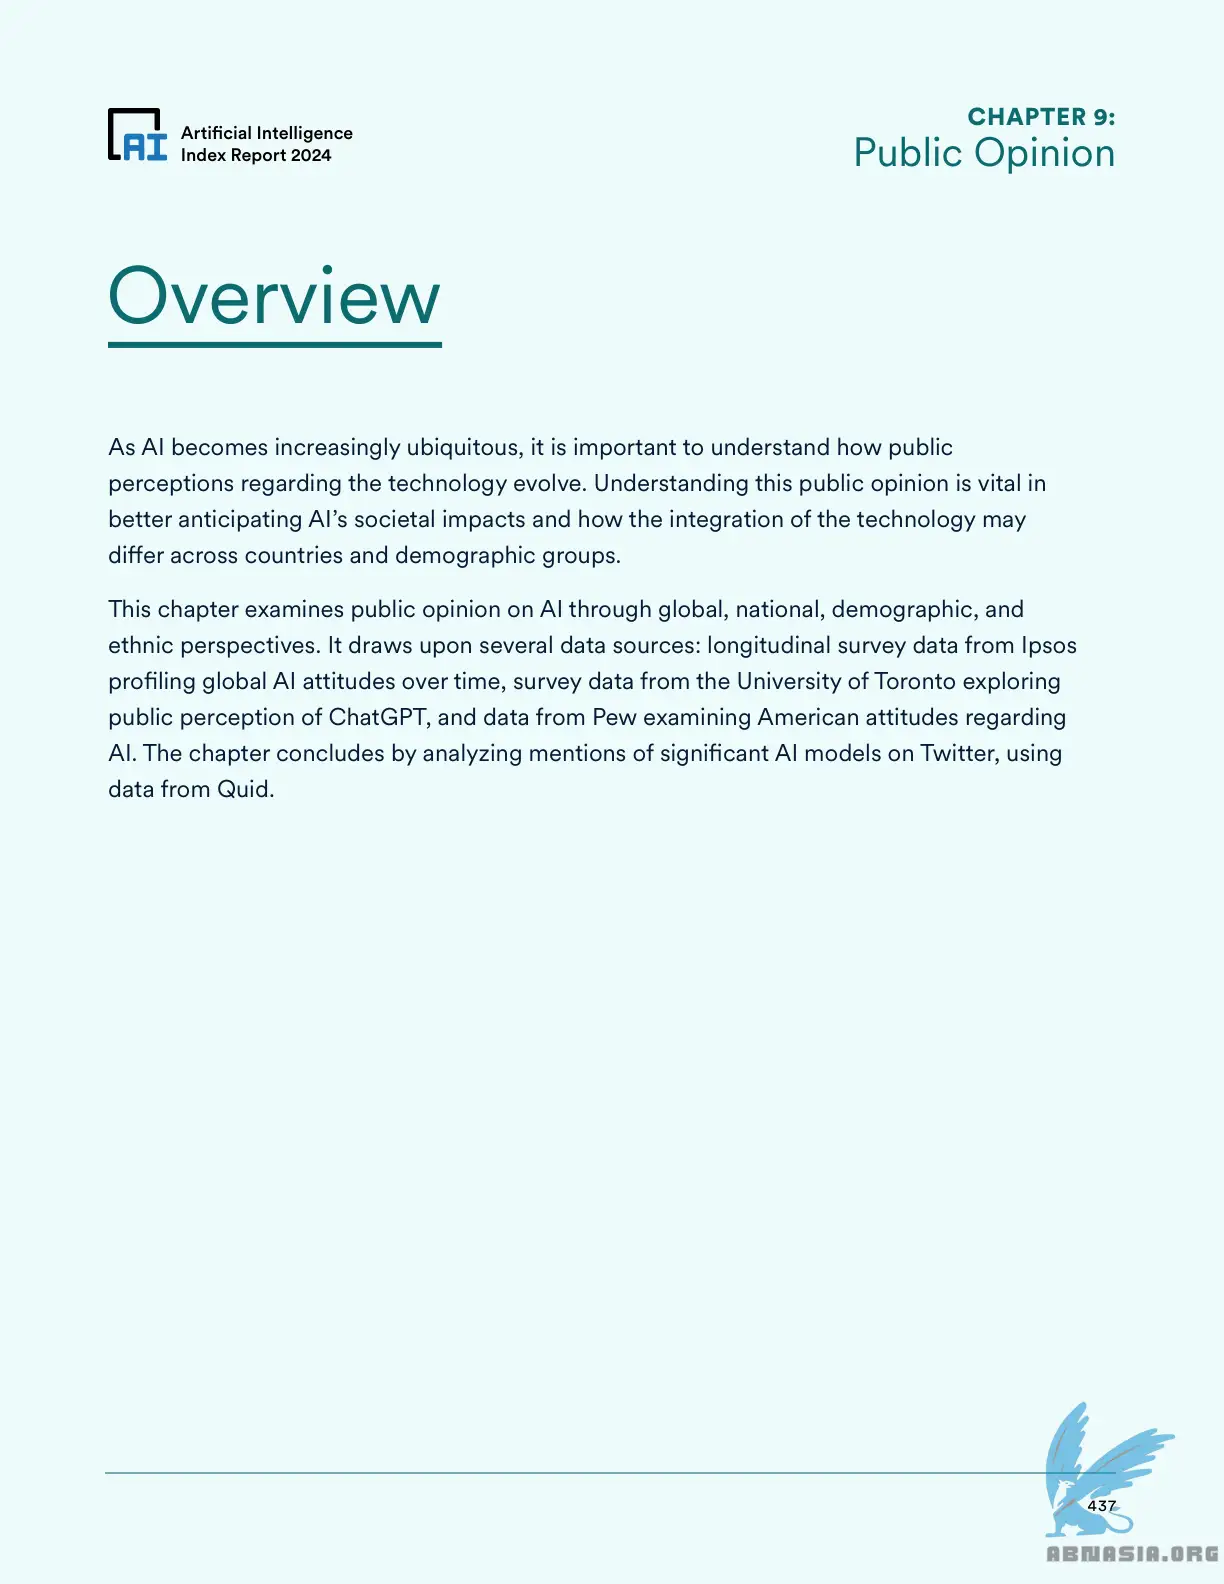 AI
Artificial Intelligence
Index Report 2024
CHAPTER 9:
Public Opinion
Overview
As AI becomes increasingly ubiquitous, it is important to understand how public
perceptions regarding the technology evolve. Understanding this public opinion is vital in
better anticipating AI’s societal impacts and how the integration of the technology may
differ across countries and demographic groups.
This chapter examines public opinion on AI through global, national, demographic, and
ethnic perspectives. It draws upon several data sources: longitudinal survey data from Ipsos
profiling global AI attitudes over time, survey data from the University of Toronto exploring
public perception of ChatGPT, and data from Pew examining American attitudes regarding
AI. The chapter concludes by analyzing mentions of significant AI models on Twitter, using
data from Quid.
437
ABNASIA.ORG